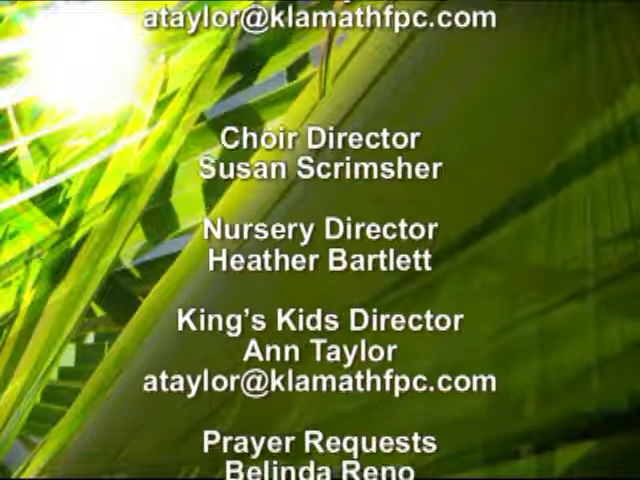 ataylor@klamathfpc.com
Choir Director
Susan Scrimsher
Nursery Director
Heather Bartlett
King's Kids Director
Ann Taylor
ataylor@klamathfpc.com
Prayer Requests
Belinda Reno